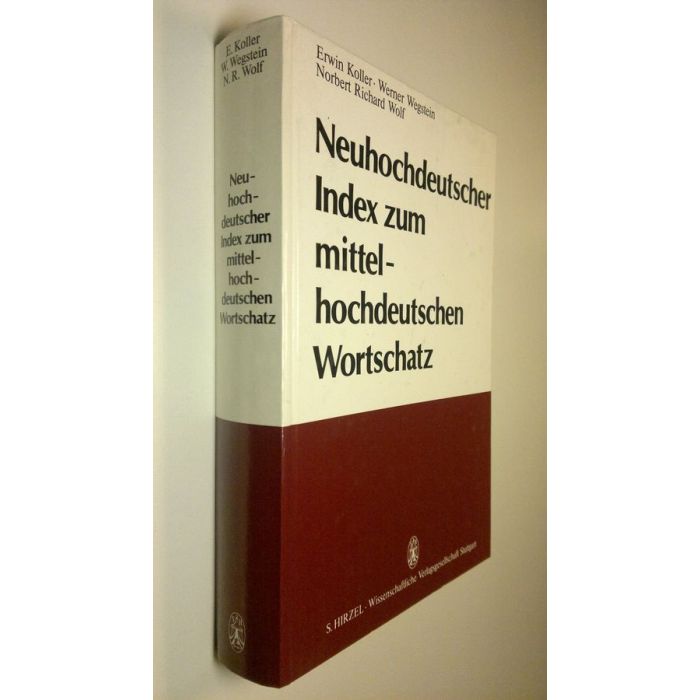 E. Koller
W. Wegstein
N. R. Wolf
Neu-
hoch-
deutscher
Index zum
mittel-
hoch-
deutschen
Wortschatz
Erwin Koller · Werner Wegstein
Norbert Richard Wolf
Neuhochdeutscher
Index zum
mittel-
hochdeutschen
Wortschatz
S. HIRZEL · Wissenschaftliche Verlagsgesellschaft Stuttgart